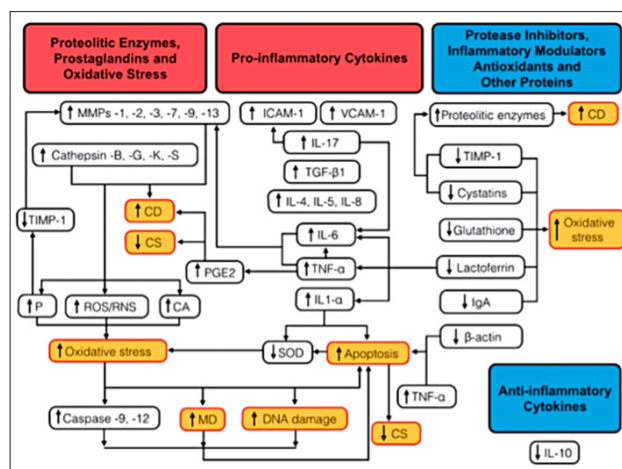 Proteolitic Enzymes,
Prostaglandins and
Oxidative Stress
Pro-inflammatory Cytokines
Protease Inhibitors,
Inflammatory Modulators
Antioxidants and
Other Proteins
↑ MMPs -1, -2, -3, -7, -9, -13
↑ Cathepsin -B, -G, -K, -S
↓ TIMP-1
↑ CD
↓ CS
↑ PGE2
↑ P
↑ ROS/RNS
↑ CA
↑ Oxidative stress
↑ Caspase -9, -12
↑ MD
↑ DNA damage
↑ ICAM-1
↑ VCAM-1
↑ IL-17
↑ TGF-β1
↑ IL-4, IL-5, IL-8
↑ IL-6
↑ TNF-α
↑ IL1-α
↓ SOD
↑ Apoptosis
↓ CS
↑ Proteolitic enzymes
↑ CD
↓ TIMP-1
↓ Cystatins
↓ Glutathione
↑ Oxidative
stress
↓ Lactoferrin
↓ IgA
↓ β-actin
↑ TNF-α
Anti-inflammatory
Cytokines
↓ IL-10